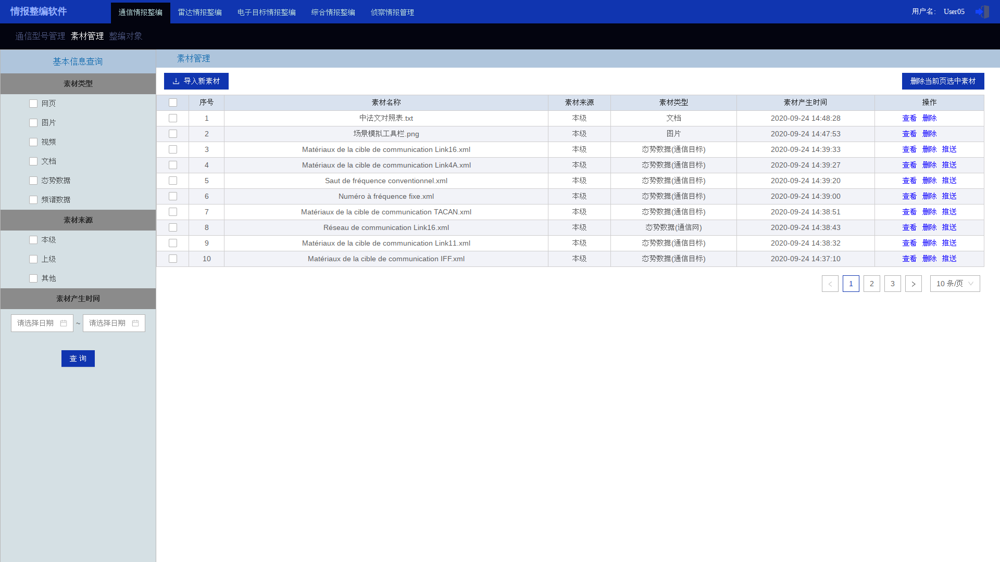 情报整编软件 通信情报整编 雷达情报整编 电子目标情报整编 综合情报整编 侦察情报管理 用户名: User05
通信型号管理 素材管理 整编对象
基本信息查询
素材类型
网页
图片
视频
文档
态势数据
频谱数据
素材来源
本级
上级
其他
素材产生时间
请选择日期 ~ 请选择日期
查 询
素材管理
导入新素材 删除当前页选中素材
序号 素材名称 素材来源 素材类型 素材产生时间 操作
1 中法文对照表.txt 本级 文档 2020-09-24 14:48:28 查看 删除
2 场景模拟工具栏.png 本级 图片 2020-09-24 14:47:53 查看 删除
3 Matériaux de la cible de communication Link16.xml 本级 态势数据(通信目标) 2020-09-24 14:39:33 查看 删除 推送
4 Matériaux de la cible de communication Link4A.xml 本级 态势数据(通信目标) 2020-09-24 14:39:27 查看 删除 推送
5 Saut de fréquence conventionnel.xml 本级 态势数据(通信目标) 2020-09-24 14:39:20 查看 删除 推送
6 Numéro à fréquence fixe.xml 本级 态势数据(通信目标) 2020-09-24 14:39:00 查看 删除 推送
7 Matériaux de la cible de communication TACAN.xml 本级 态势数据(通信目标) 2020-09-24 14:38:51 查看 删除 推送
8 Réseau de communication Link16.xml 本级 态势数据(通信网) 2020-09-24 14:38:43 查看 删除 推送
9 Matériaux de la cible de communication Link11.xml 本级 态势数据(通信目标) 2020-09-24 14:38:32 查看 删除 推送
10 Matériaux de la cible de communication IFF.xml 本级 态势数据(通信目标) 2020-09-24 14:37:10 查看 删除 推送
< 1 2 3 > 10 条/页